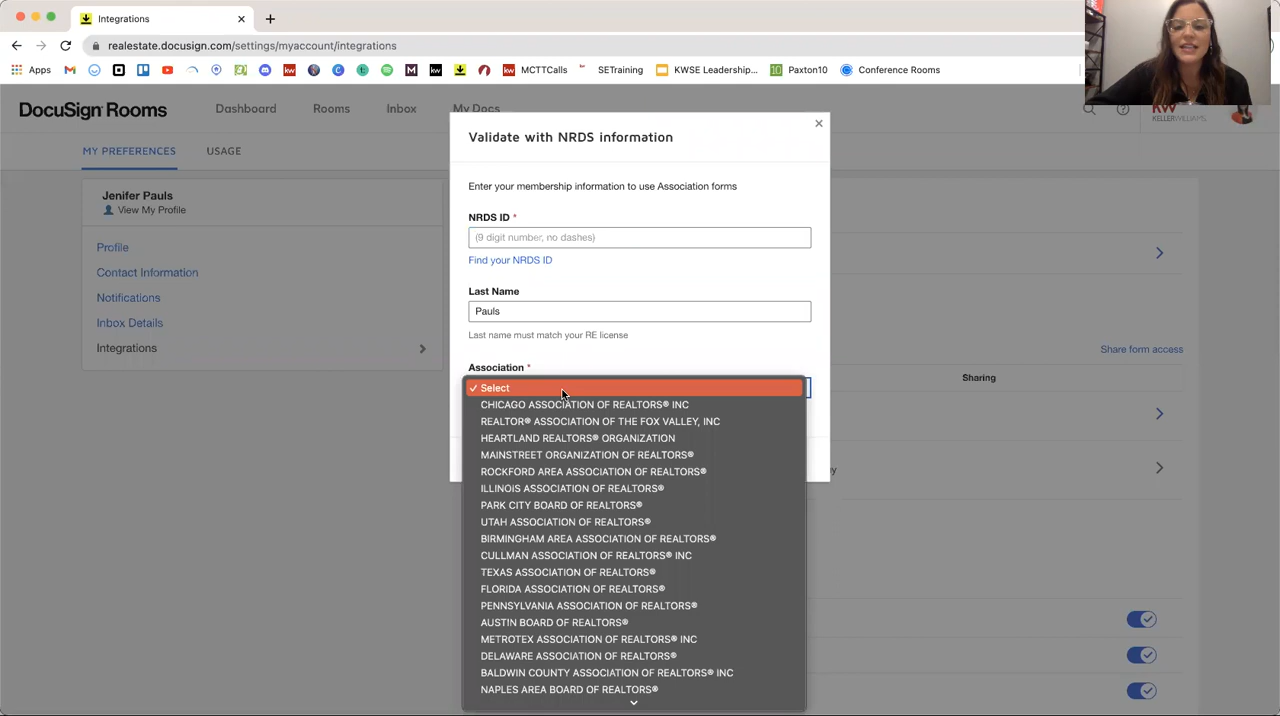 Integrations
realestate.docusign.com/settings/myaccount/integrations
Apps
MCTTCalls
SETraining
KWSE Leadership...
Paxton10
Conference Rooms
DocuSign Rooms
Dashboard
Rooms
Inbox
My Docs
KELLERWILLIAMS
MY PREFERENCES
USAGE
Jenifer Pauls
View My Profile
Profile
Contact Information
Notifications
Inbox Details
Integrations
Share form access
Sharing
Validate with NRDS information
Enter your membership information to use Association forms
NRDS ID *
(9 digit number, no dashes)
Find your NRDS ID
Last Name
Pauls
Last name must match your RE license
Association *
✓ Select
CHICAGO ASSOCIATION OF REALTORS® INC
REALTOR® ASSOCIATION OF THE FOX VALLEY, INC
HEARTLAND REALTORS® ORGANIZATION
MAINSTREET ORGANIZATION OF REALTORS®
ROCKFORD AREA ASSOCIATION OF REALTORS®
ILLINOIS ASSOCIATION OF REALTORS®
PARK CITY BOARD OF REALTORS®
UTAH ASSOCIATION OF REALTORS®
BIRMINGHAM AREA ASSOCIATION OF REALTORS®
CULLMAN ASSOCIATION OF REALTORS® INC
TEXAS ASSOCIATION OF REALTORS®
FLORIDA ASSOCIATION OF REALTORS®
PENNSYLVANIA ASSOCIATION OF REALTORS®
AUSTIN BOARD OF REALTORS®
METROTEX ASSOCIATION OF REALTORS® INC
DELAWARE ASSOCIATION OF REALTORS®
BALDWIN COUNTY ASSOCIATION OF REALTORS® INC
NAPLES AREA BOARD OF REALTORS®